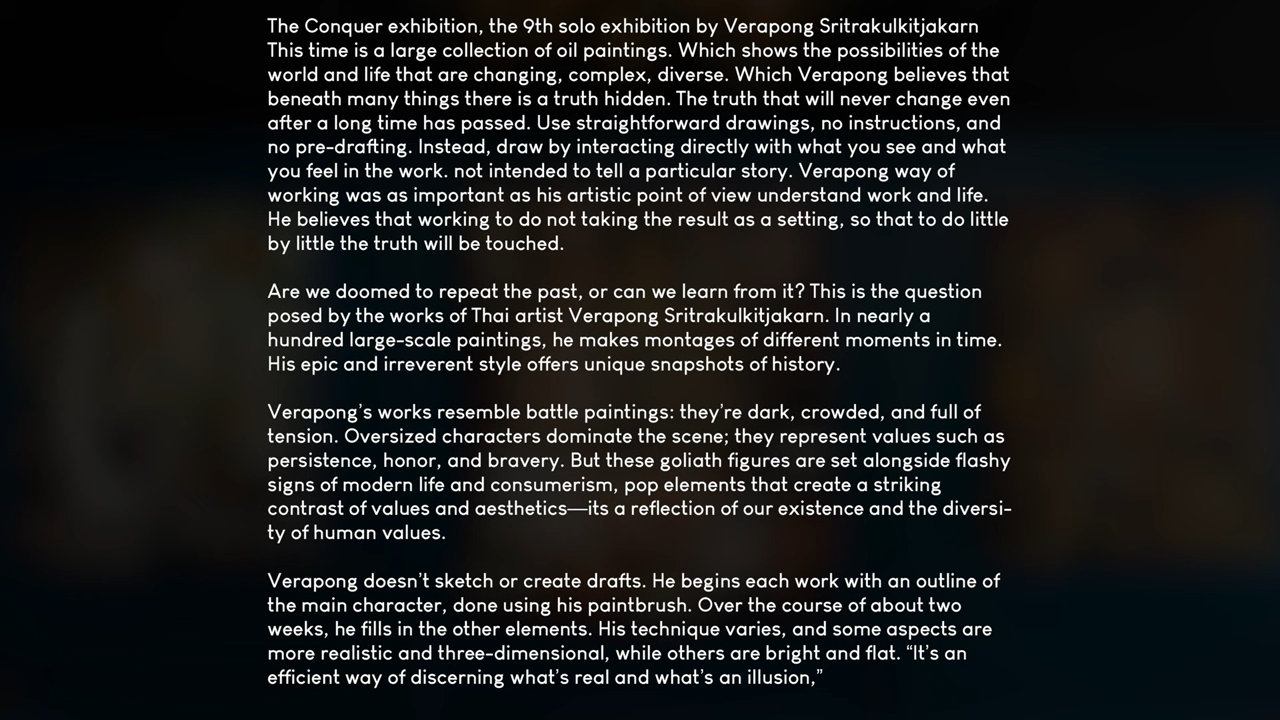 The Conquer exhibition, the 9th solo exhibition by Verapong Sritrakulkitjakarn
This time is a large collection of oil paintings. Which shows the possibilities of the
world and life that are changing, complex, diverse. Which Verapong believes that
beneath many things there is a truth hidden. The truth that will never change even
after a long time has passed. Use straightforward drawings, no instructions, and
no pre-drafting. Instead, draw by interacting directly with what you see and what
you feel in the work. not intended to tell a particular story. Verapong way of
working was as important as his artistic point of view understand work and life.
He believes that working to do not taking the result as a setting, so that to do little
by little the truth will be touched.

Are we doomed to repeat the past, or can we learn from it? This is the question
posed by the works of Thai artist Verapong Sritrakulkitjakarn. In nearly a
hundred large-scale paintings, he makes montages of different moments in time.
His epic and irreverent style offers unique snapshots of history.

Verapong’s works resemble battle paintings: they’re dark, crowded, and full of
tension. Oversized characters dominate the scene; they represent values such as
persistence, honor, and bravery. But these goliath figures are set alongside flashy
signs of modern life and consumerism, pop elements that create a striking
contrast of values and aesthetics—its a reflection of our existence and the diversi-
ty of human values.

Verapong doesn’t sketch or create drafts. He begins each work with an outline of
the main character, done using his paintbrush. Over the course of about two
weeks, he fills in the other elements. His technique varies, and some aspects are
more realistic and three-dimensional, while others are bright and flat. “It’s an
efficient way of discerning what’s real and what’s an illusion,”